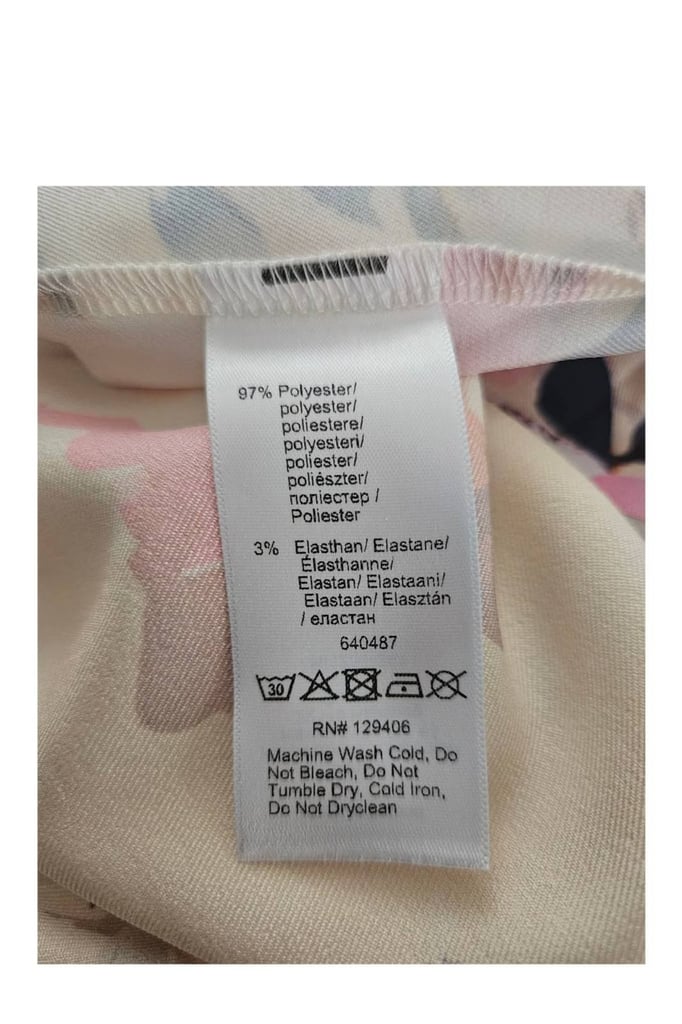 97% Polyester/
polyester/
poliestere/
polyesteri/
poliester/
poliészter/
поліестер /
Poliester
3% Elasthan/ Elastane/
Élasthanne/
Elastan/ Elastaani/
Elastaan/ Elasztán
/ еластан
640487
30
RN# 129406
Machine Wash Cold, Do
Not Bleach, Do Not
Tumble Dry, Cold Iron,
Do Not Dryclean